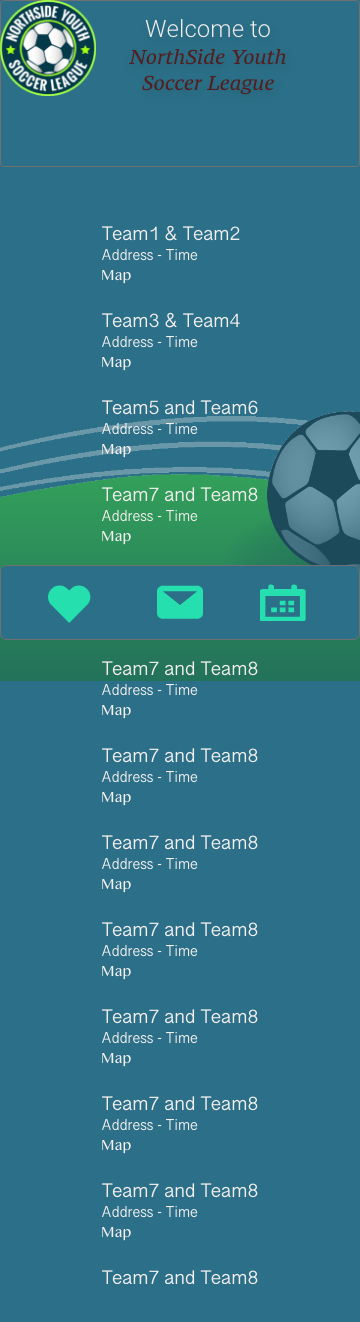 NORTHSIDE YOUTH
SOCCER LEAGUE
Welcome to
NorthSide Youth
Soccer League
Team1 & Team2
Address - Time
Map
Team3 & Team4
Address - Time
Map
Team5 and Team6
Address - Time
Map
Team7 and Team8
Address - Time
Map
Team7 and Team8
Address - Time
Map
Team7 and Team8
Address - Time
Map
Team7 and Team8
Address - Time
Map
Team7 and Team8
Address - Time
Map
Team7 and Team8
Address - Time
Map
Team7 and Team8
Address - Time
Map
Team7 and Team8
Address - Time
Map
Team7 and Team8